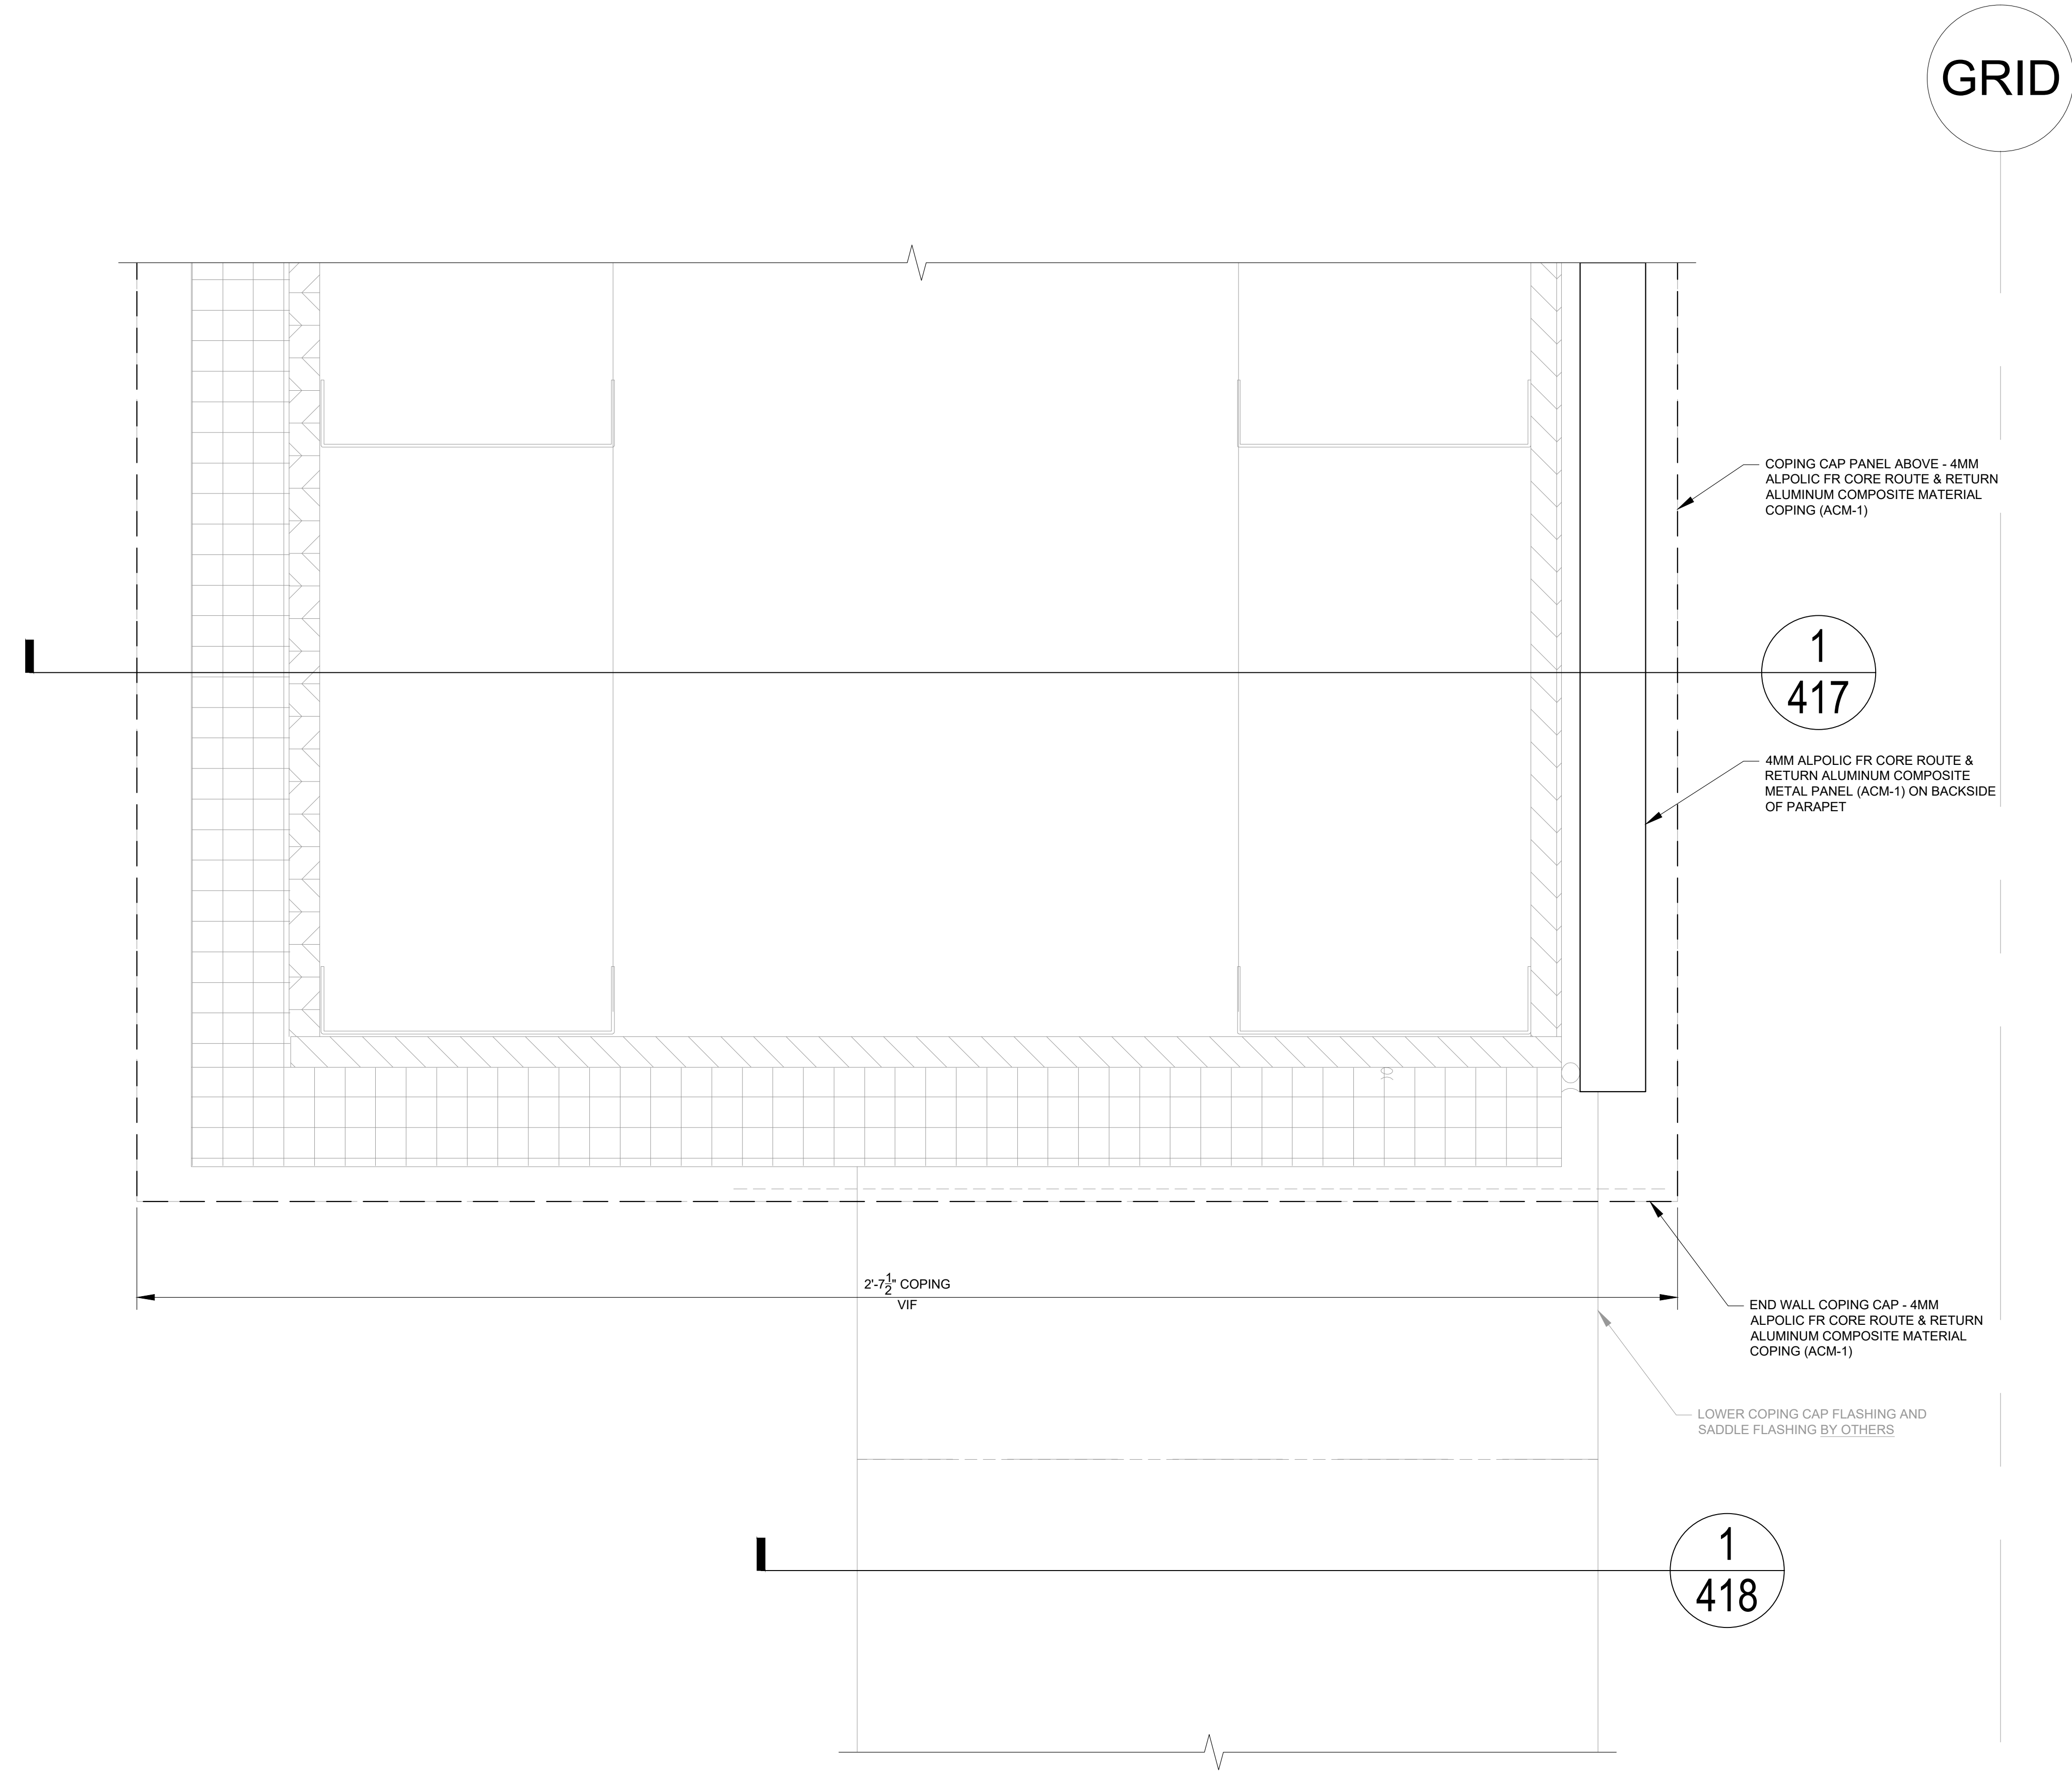 GRID
COPING CAP PANEL ABOVE - 4MM
ALPOLIC FR CORE ROUTE & RETURN
ALUMINUM COMPOSITE MATERIAL
COPING (ACM-1)
1
417
4MM ALPOLIC FR CORE ROUTE &
RETURN ALUMINUM COMPOSITE
METAL PANEL (ACM-1) ON BACKSIDE
OF PARAPET
2'-7 1/2" COPING
VIF
END WALL COPING CAP - 4MM
ALPOLIC FR CORE ROUTE & RETURN
ALUMINUM COMPOSITE MATERIAL
COPING (ACM-1)
LOWER COPING CAP FLASHING AND
SADDLE FLASHING BY OTHERS
1
418